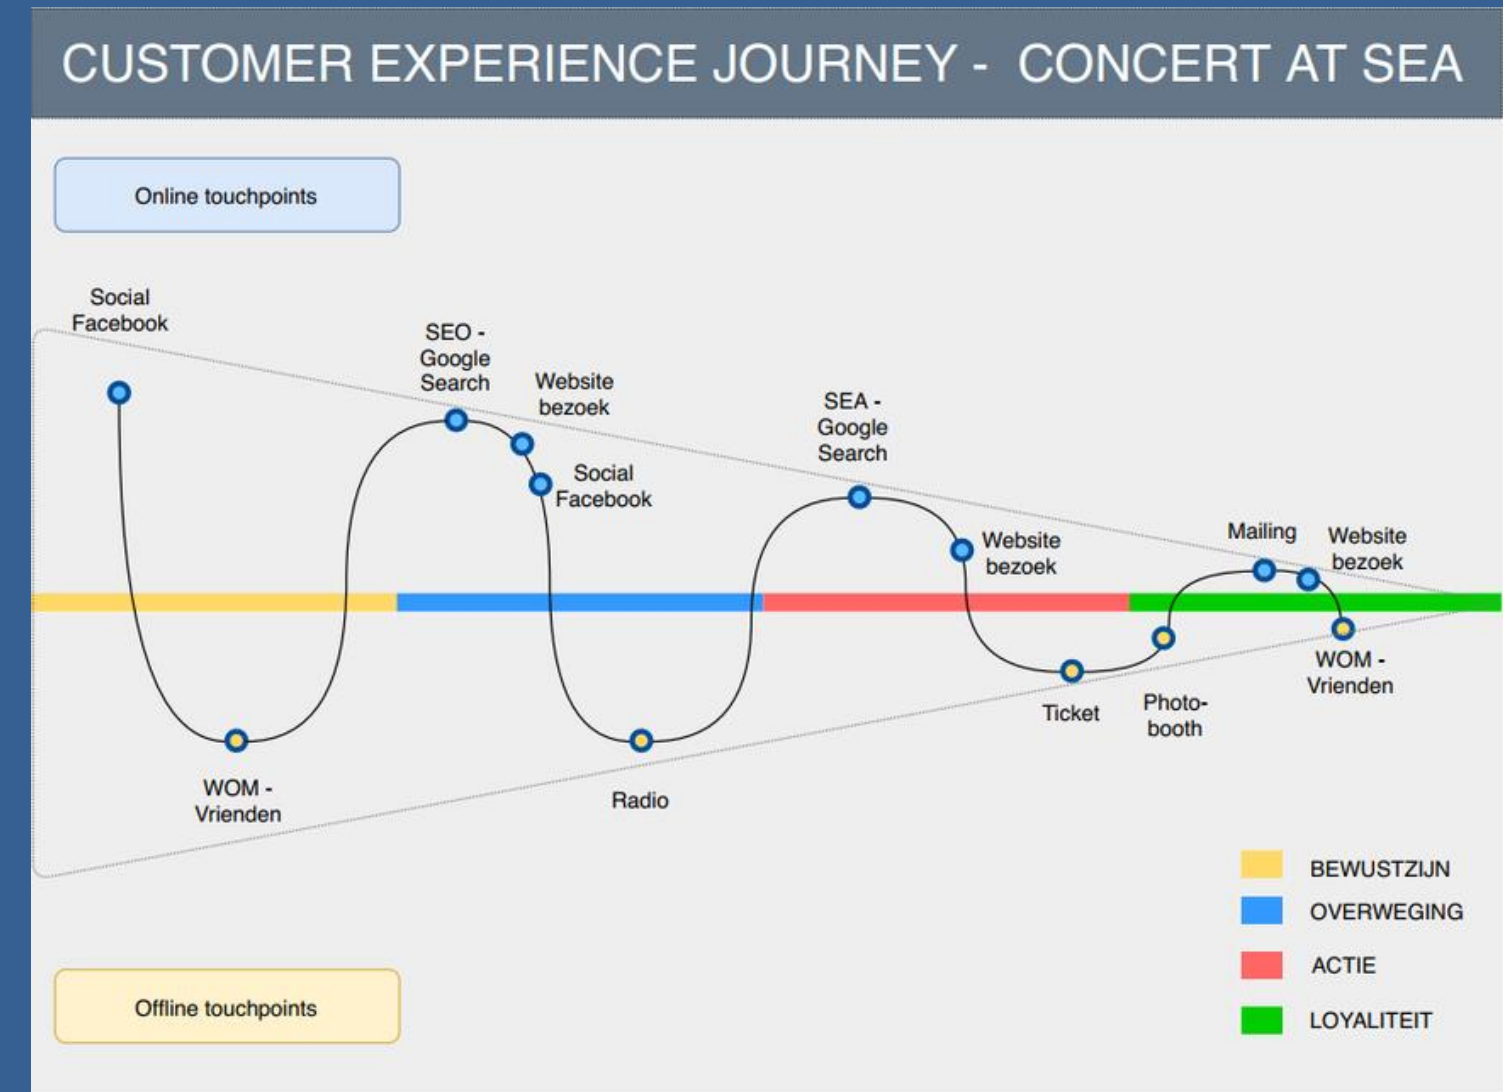 CUSTOMER EXPERIENCE JOURNEY - CONCERT AT SEA
Online touchpoints
Social
Facebook
SEO -
Google
Search
Website
bezoek
Social
Facebook
SEA -
Google
Search
Website
bezoek
Mailing
Website
bezoek
WOM -
Vrienden
Radio
Ticket
Photo-
booth
WOM -
Vrienden
BEWUSTZIJN
OVERWEGING
ACTIE
LOYALITEIT
Offline touchpoints